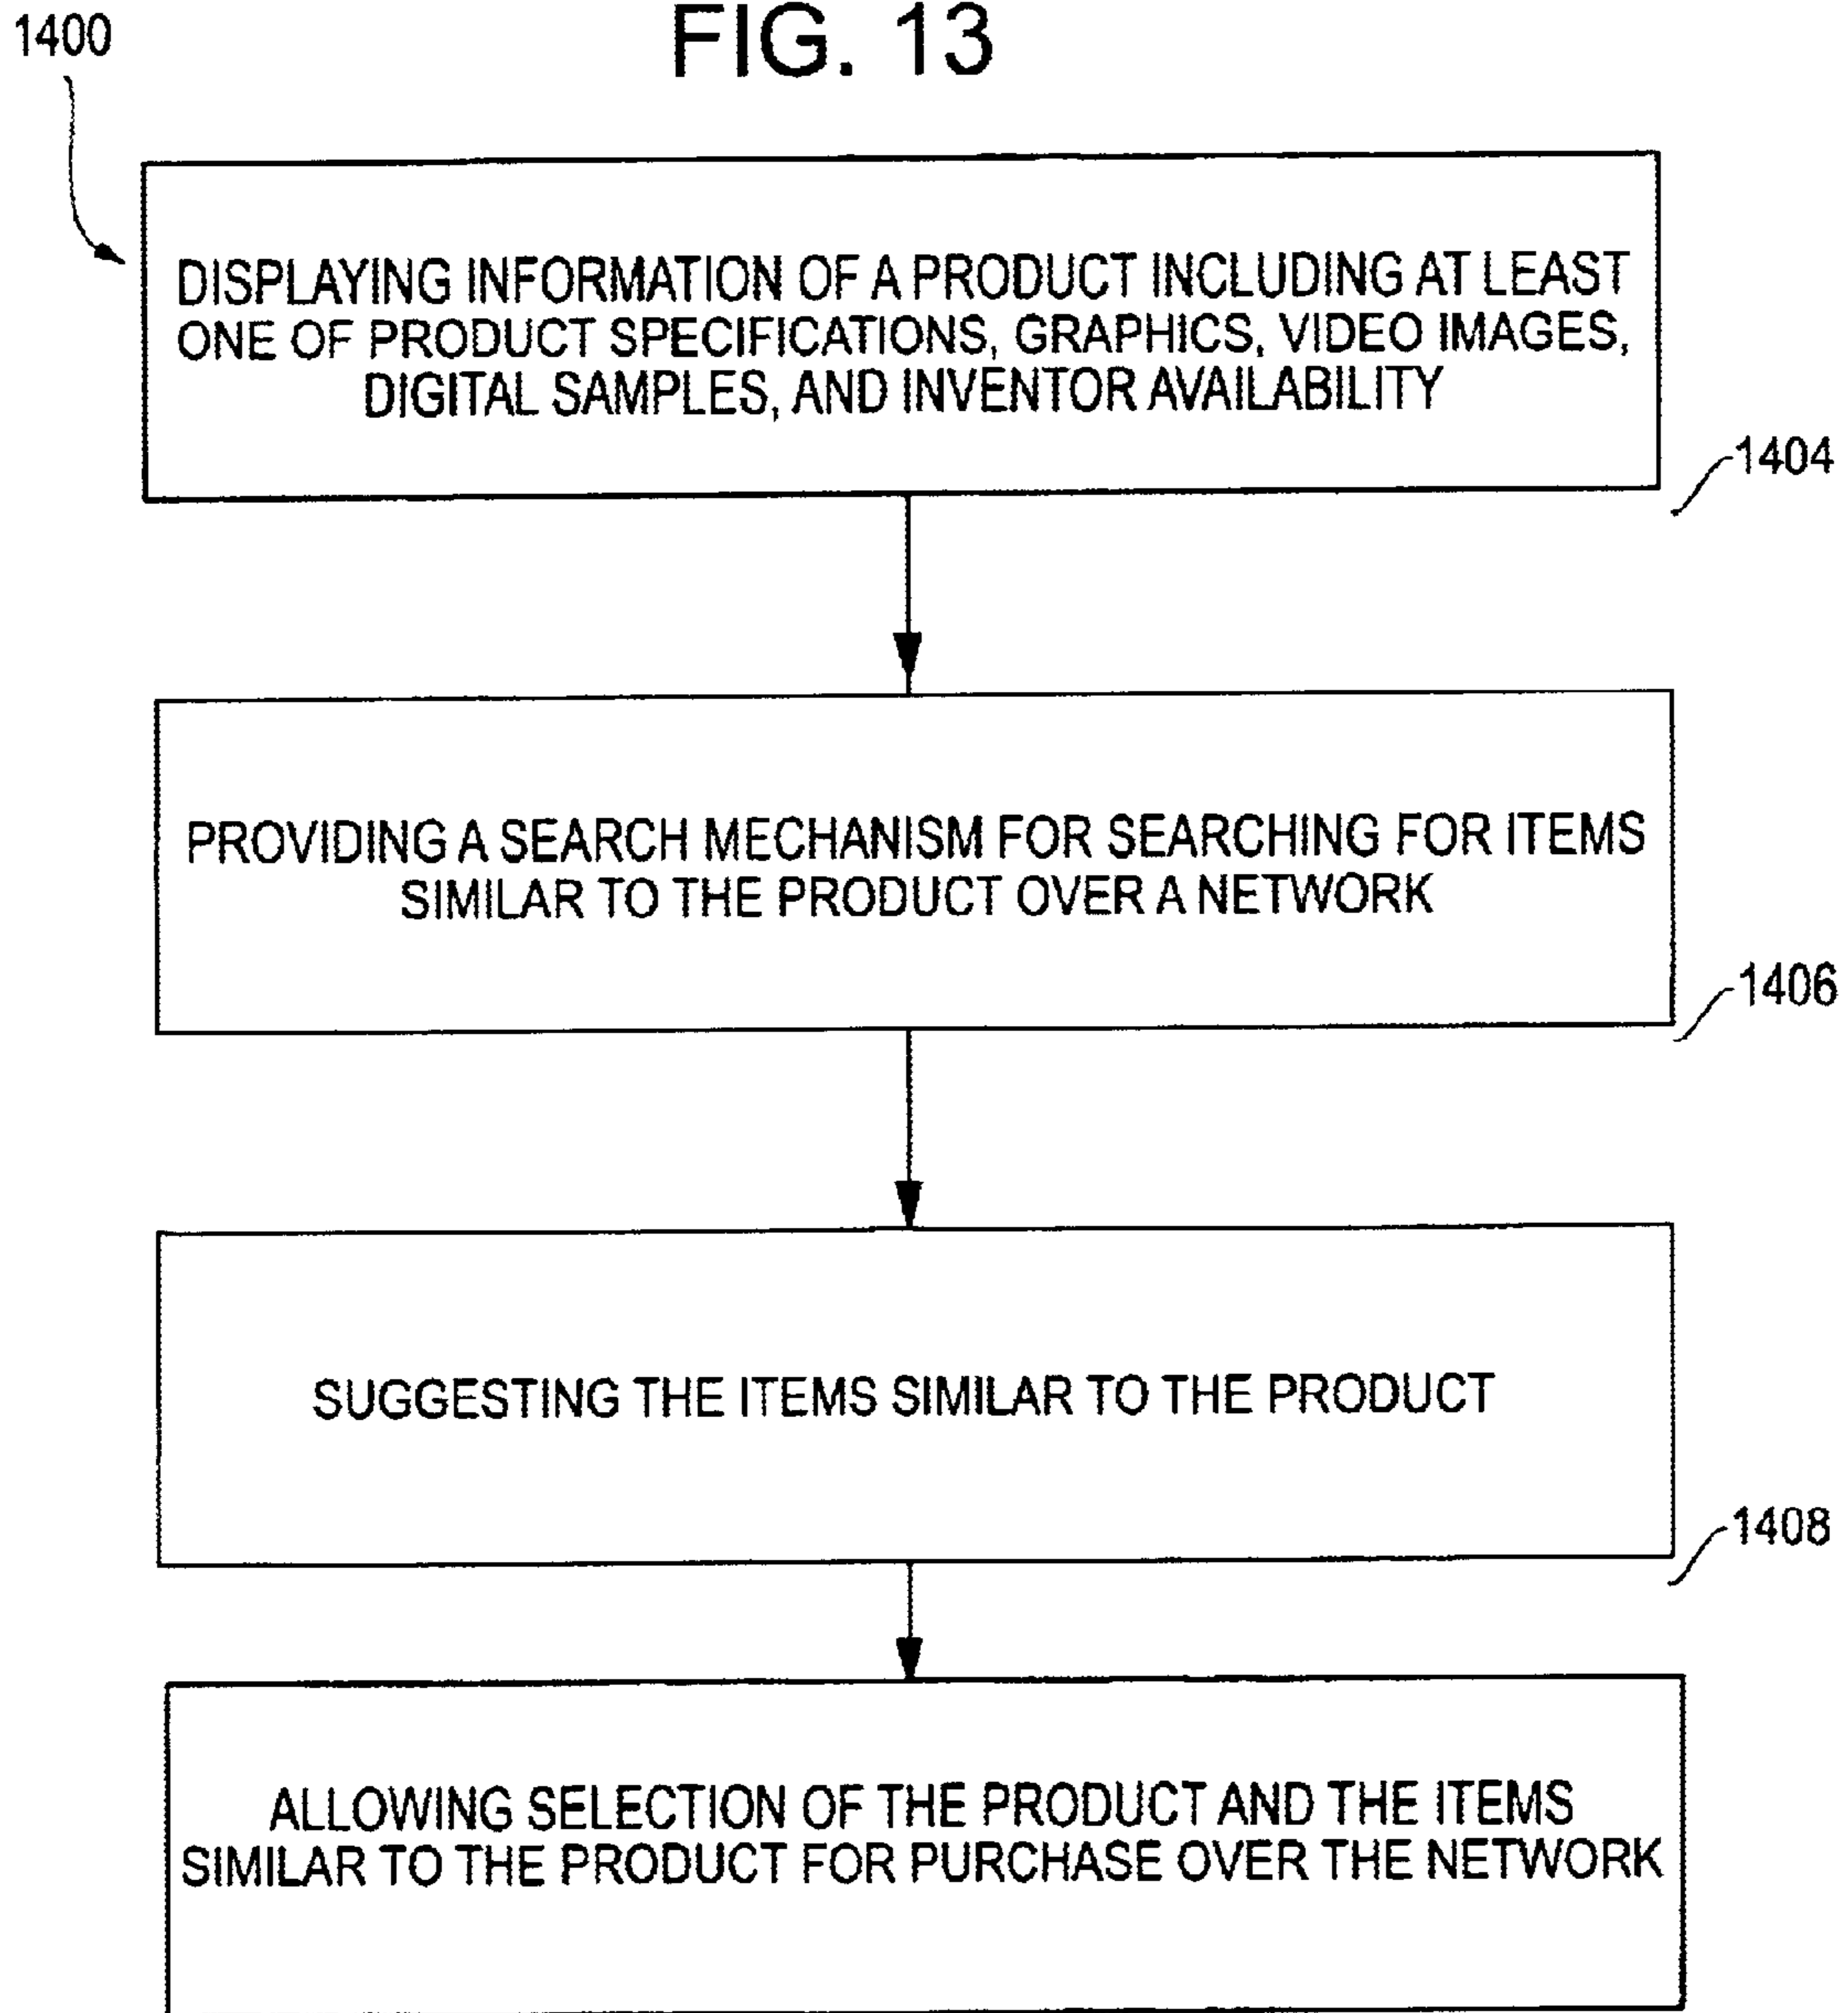 FIG. 13
1400
DISPLAYING INFORMATION OF A PRODUCT INCLUDING AT LEAST
ONE OF PRODUCT SPECIFICATIONS, GRAPHICS, VIDEO IMAGES,
DIGITAL SAMPLES, AND INVENTOR AVAILABILITY
1404
PROVIDING A SEARCH MECHANISM FOR SEARCHING FOR ITEMS
SIMILAR TO THE PRODUCT OVER A NETWORK
1406
SUGGESTING THE ITEMS SIMILAR TO THE PRODUCT
1408
ALLOWING SELECTION OF THE PRODUCT AND THE ITEMS
SIMILAR TO THE PRODUCT FOR PURCHASE OVER THE NETWORK